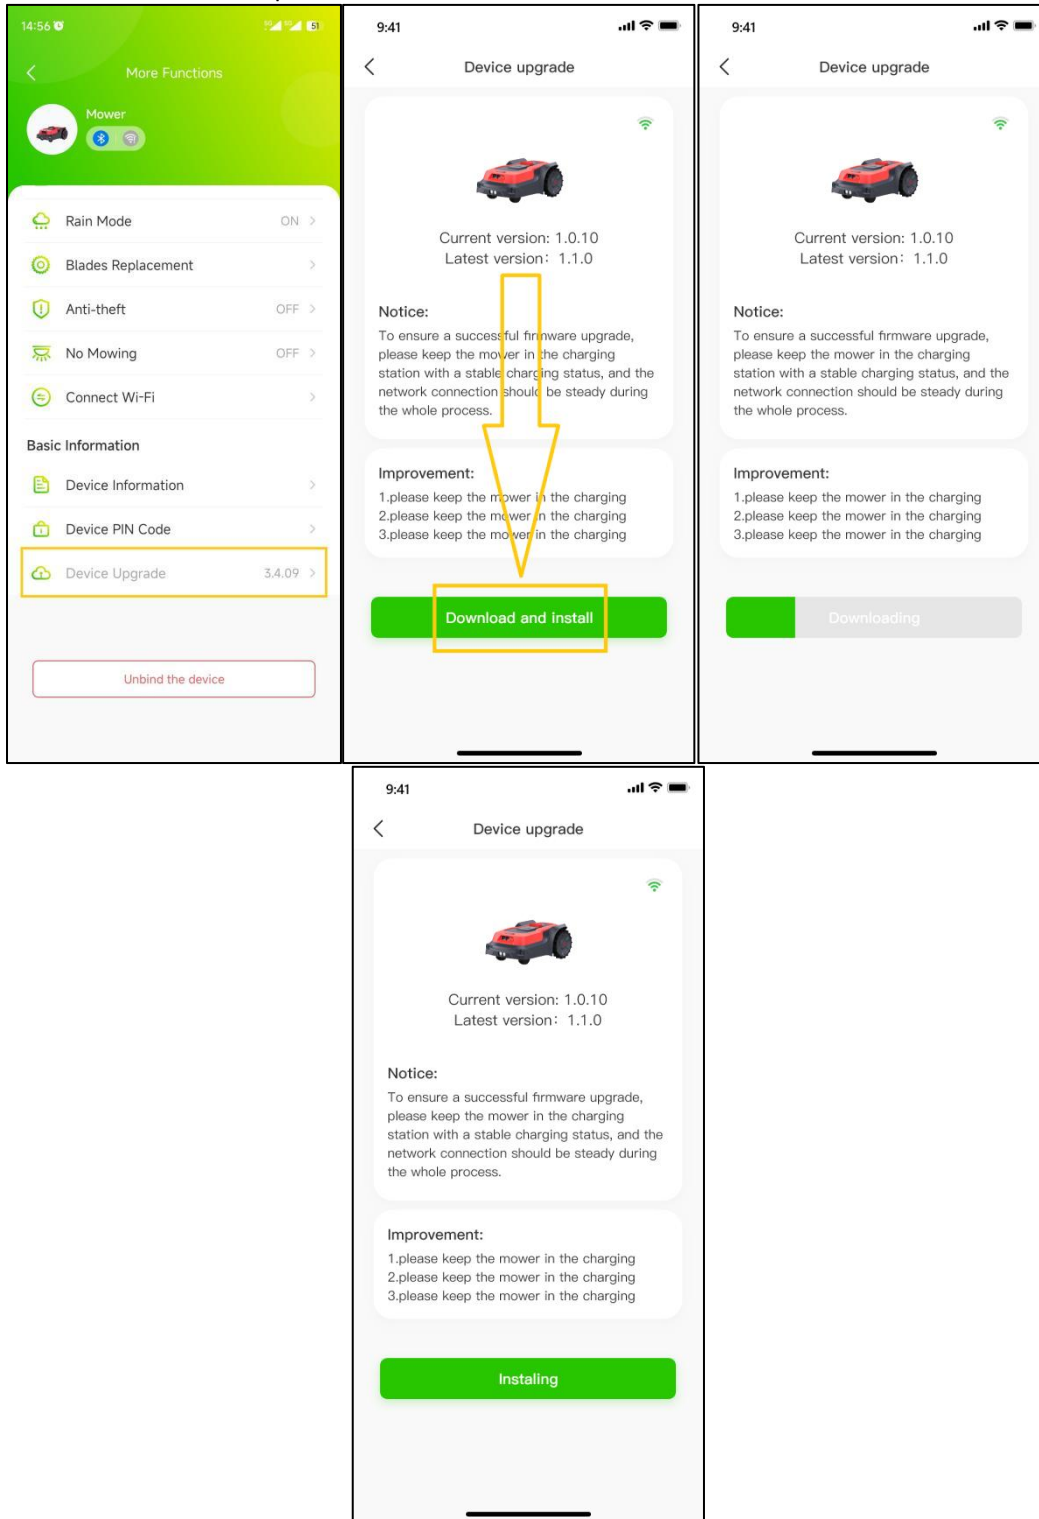 14:56
5G 5G 51
More Functions
Mower
Rain Mode ON
Blades Replacement
Anti-theft OFF
No Mowing OFF
Connect Wi-Fi
Basic Information
Device Information
Device PIN Code
Device Upgrade 3.4.09
Unbind the device
9:41
Device upgrade
Current version: 1.0.10
Latest version: 1.1.0
Notice:
To ensure a successful firmware upgrade,
please keep the mower in the charging
station with a stable charging status, and the
network connection should be steady during
the whole process.
Improvement:
1.please keep the mower in the charging
2.please keep the mower in the charging
3.please keep the mower in the charging
Download and install
9:41
Device upgrade
Current version: 1.0.10
Latest version: 1.1.0
Notice:
To ensure a successful firmware upgrade,
please keep the mower in the charging
station with a stable charging status, and the
network connection should be steady during
the whole process.
Improvement:
1.please keep the mower in the charging
2.please keep the mower in the charging
3.please keep the mower in the charging
Downloading
9:41
Device upgrade
Current version: 1.0.10
Latest version: 1.1.0
Notice:
To ensure a successful firmware upgrade,
please keep the mower in the charging
station with a stable charging status, and the
network connection should be steady during
the whole process.
Improvement:
1.please keep the mower in the charging
2.please keep the mower in the charging
3.please keep the mower in the charging
Instaling